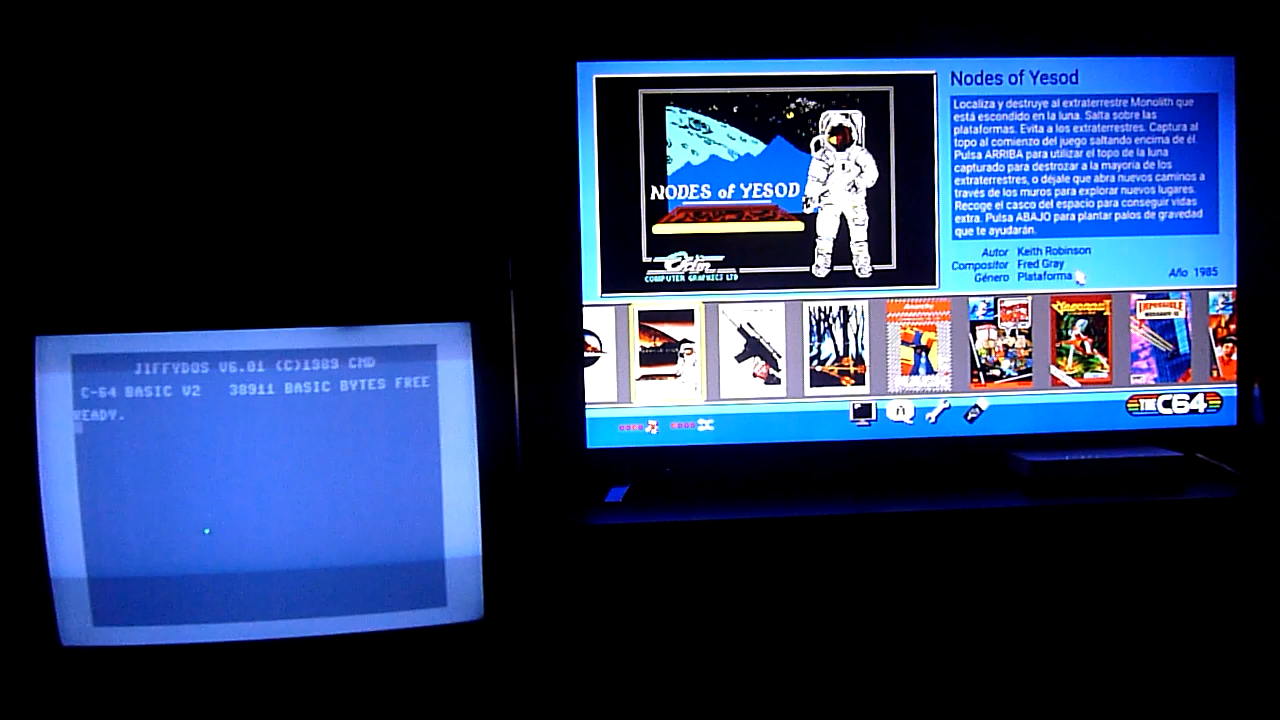 JIFFYDOS V6.01 (C)1989 CMD
C-64 BASIC V2 38911 BASIC BYTES FREE
READY.
Nodes of Yesod
Localiza y destruye al extraterrestre Monolith que
está escondido en la luna. Salta sobre las
plataformas. Evita a los extraterrestres. Captura al
topo al comienzo del juego saltando encima de él.
Pulsa ARRIBA para utilizar el topo de la luna
capturado para destrozar a la mayoría de los
extraterrestres, o déjale que abra nuevos caminos a
través de los muros para explorar nuevos lugares.
Recoge el casco del espacio para conseguir vidas
extra. Pulsa ABAJO para plantar palos de gravedad
que te ayudarán.
Autor Keith Robinson
Compositor Fred Gray
Género Plataforma
Año 1985
NODES of YESOD
Odin
COMPUTER GRAPHICS LTD
Anarchy
THE C64